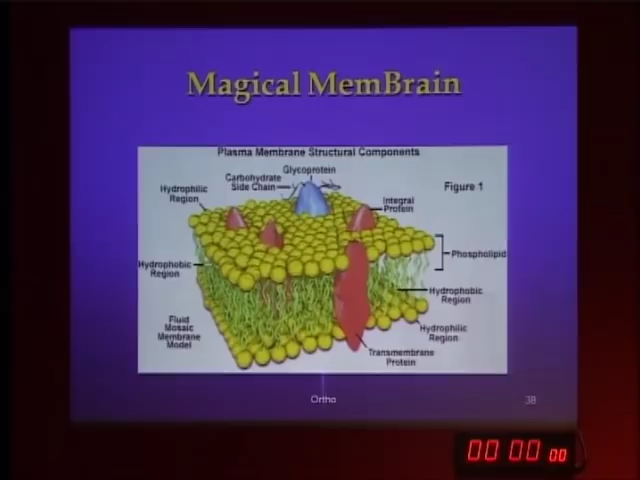 Magical MemBrain
Plasma Membrane Structural Components
Glycoprotein
Carbohydrate
Side Chain
Figure 1
Hydrophilic
Region
Integral
Protein
Phospholipid
Hydrophobic
Region
Hydrophobic
Region
Fluid
Mosaic
Membrane
Model
Hydrophilic
Region
Transmembrane
Protein
Ortho
38
00 00 00